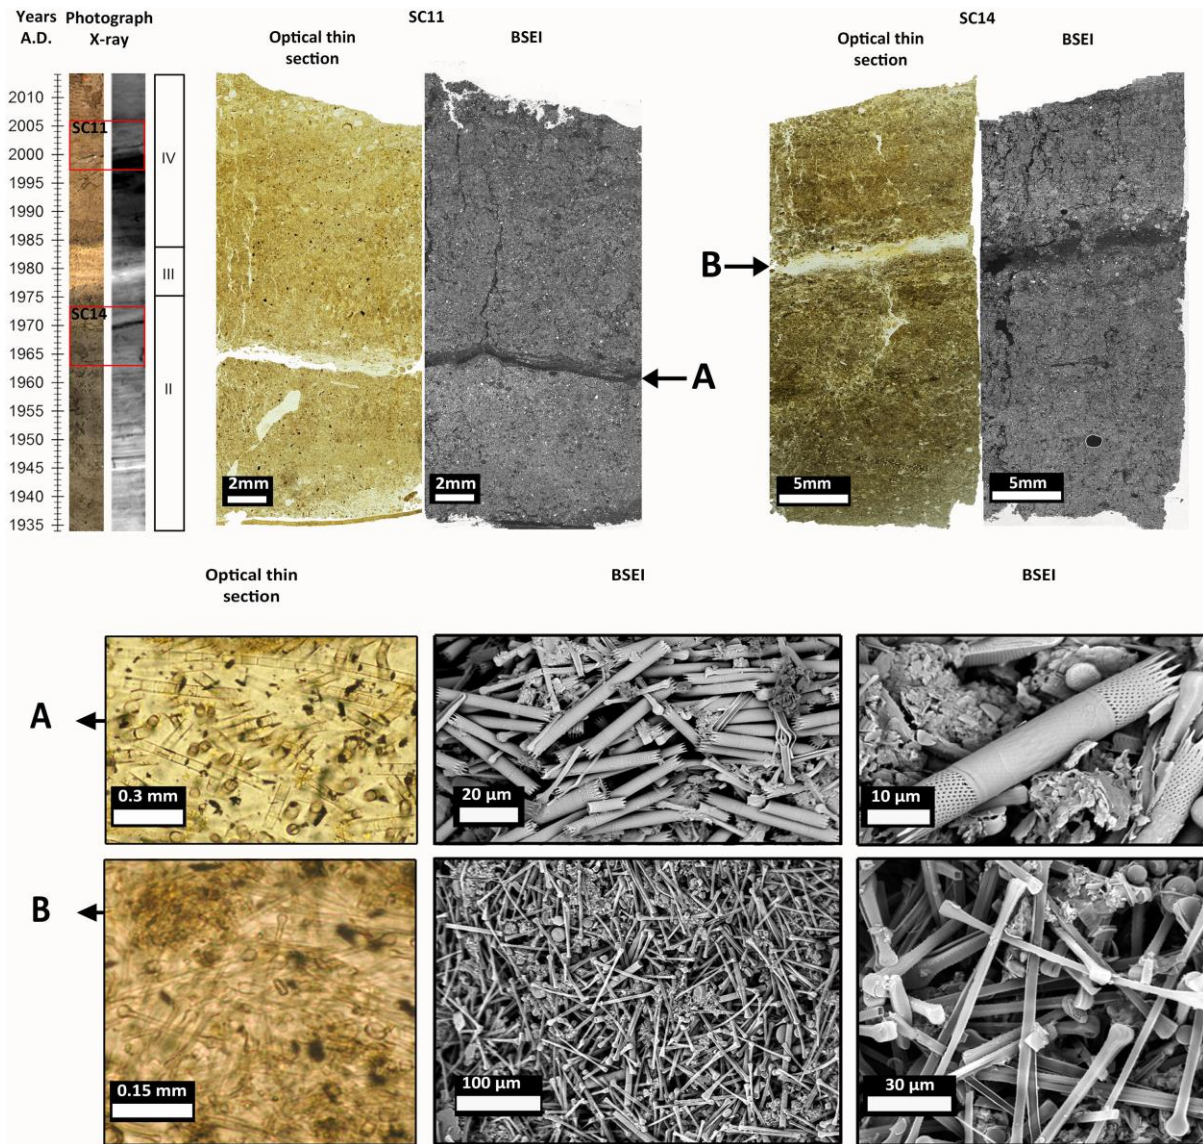 Years
A.D.
Photograph
X-ray
SC11
Optical thin
section
BSEI
SC14
Optical thin
section
BSEI
2010
2005
2000
1995
1990
1985
1980
1975
1970
1965
1960
1955
1950
1945
1940
1935
SC11
SC14
IV
III
II
A
B
2mm
2mm
5mm
5mm
Optical thin
section
BSEI
BSEI
A
0.3 mm
20 µm
10 µm
B
0.15 mm
100 µm
30 µm